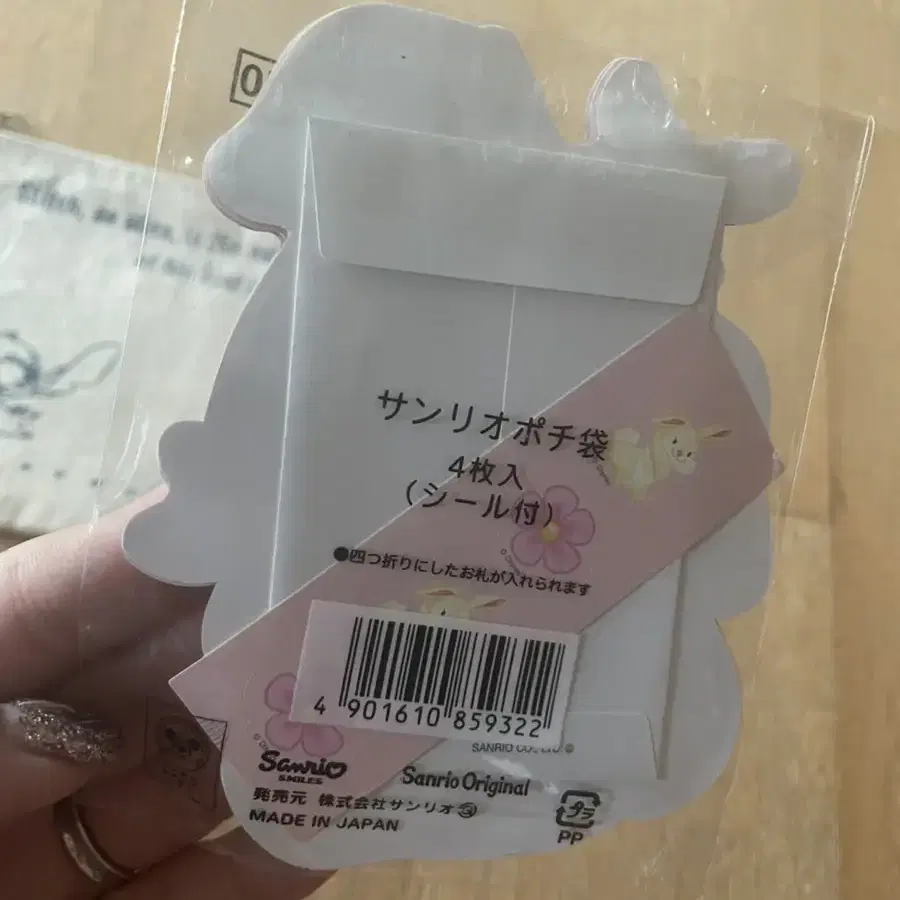 サンリオポチ袋
4枚入
(シール付)
●四つ折りにしたお札が入れられます
4 901610 859322
SANRIO CO., LTD.
Sanrio
SMILES
Sanrio Original
発売元 株式会社サンリオ
MADE IN JAPAN
プラ
PP